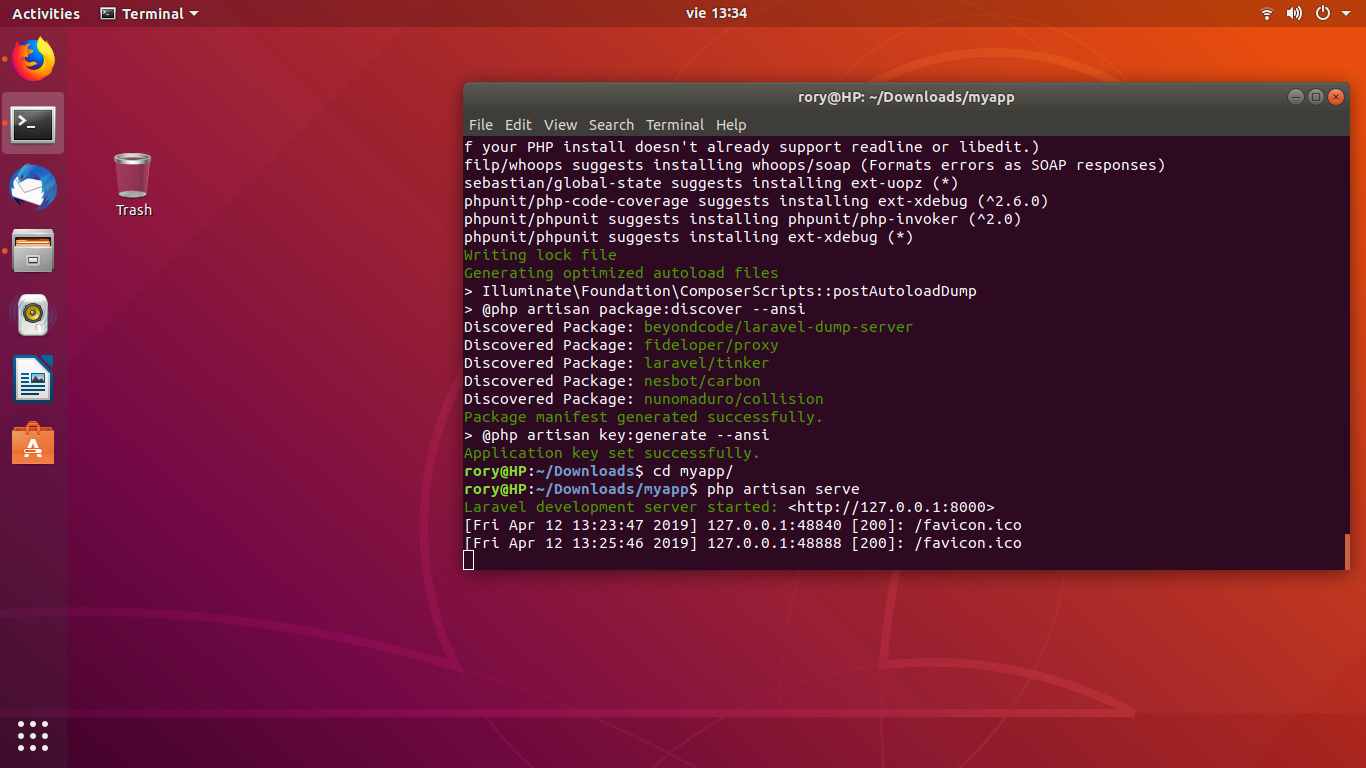 Activities Terminal vie 13:34
rory@HP: ~/Downloads/myapp
File Edit View Search Terminal Help
f your PHP install doesn't already support readline or libedit.)
filp/whoops suggests installing whoops/soap (Formats errors as SOAP responses)
sebastian/global-state suggests installing ext-uopz (*)
phpunit/php-code-coverage suggests installing ext-xdebug (^2.6.0)
phpunit/phpunit suggests installing phpunit/php-invoker (^2.0)
phpunit/phpunit suggests installing ext-xdebug (*)
Writing lock file
Generating optimized autoload files
> Illuminate\Foundation\ComposerScripts::postAutoloadDump
> @php artisan package:discover --ansi
Discovered Package: beyondcode/laravel-dump-server
Discovered Package: fideloper/proxy
Discovered Package: laravel/tinker
Discovered Package: nesbot/carbon
Discovered Package: nunomaduro/collision
Package manifest generated successfully.
> @php artisan key:generate --ansi
Application key set successfully.
rory@HP:~/Downloads$ cd myapp/
rory@HP:~/Downloads/myapp$ php artisan serve
Laravel development server started: <http://127.0.0.1:8000>
[Fri Apr 12 13:23:47 2019] 127.0.0.1:48840 [200]: /favicon.ico
[Fri Apr 12 13:25:46 2019] 127.0.0.1:48888 [200]: /favicon.ico
Trash